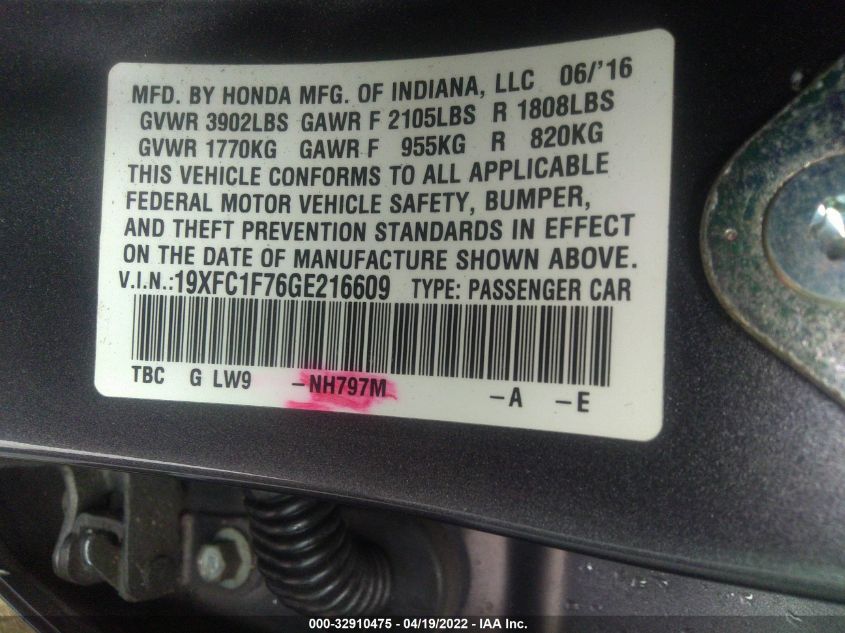 MFD. BY HONDA MFG. OF INDIANA, LLC 06/'16
GVWR 3902LBS GAWR F 2105LBS R 1808LBS
GVWR 1770KG GAWR F 955KG R 820KG
THIS VEHICLE CONFORMS TO ALL APPLICABLE
FEDERAL MOTOR VEHICLE SAFETY, BUMPER,
AND THEFT PREVENTION STANDARDS IN EFFECT
ON THE DATE OF MANUFACTURE SHOWN ABOVE.
V.I.N.:19XFC1F76GE216609 TYPE: PASSENGER CAR
TBC G LW9 –NH797M –A –E
000-32910475 - 04/19/2022 - IAA Inc.